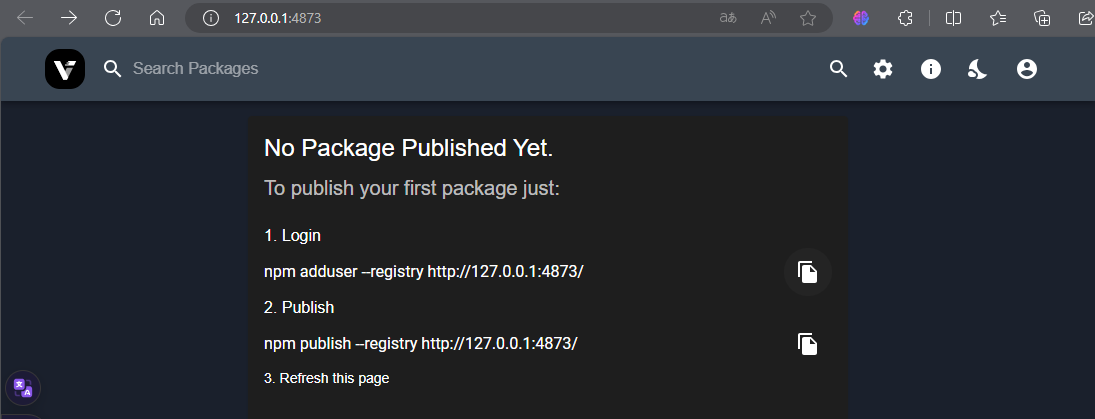 127.0.0.1:4873
Search Packages
No Package Published Yet.
To publish your first package just:
1. Login
npm adduser --registry http://127.0.0.1:4873/
2. Publish
npm publish --registry http://127.0.0.1:4873/
3. Refresh this page